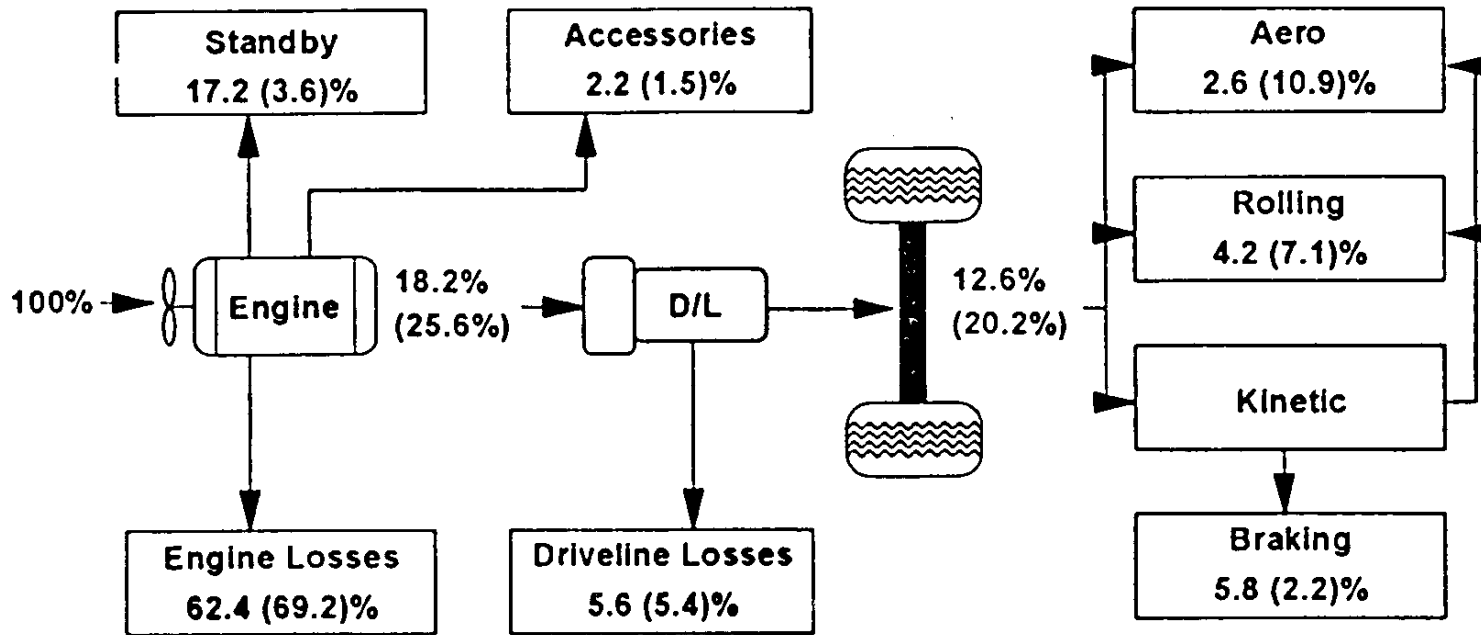 Standby
17.2 (3.6)%
Accessories
2.2 (1.5)%
Aero
2.6 (10.9)%
Rolling
4.2 (7.1)%
100%
Engine
18.2%
(25.6%)
D/L
12.6%
(20.2%)
Kinetic
Engine Losses
62.4 (69.2)%
Driveline Losses
5.6 (5.4)%
Braking
5.8 (2.2)%